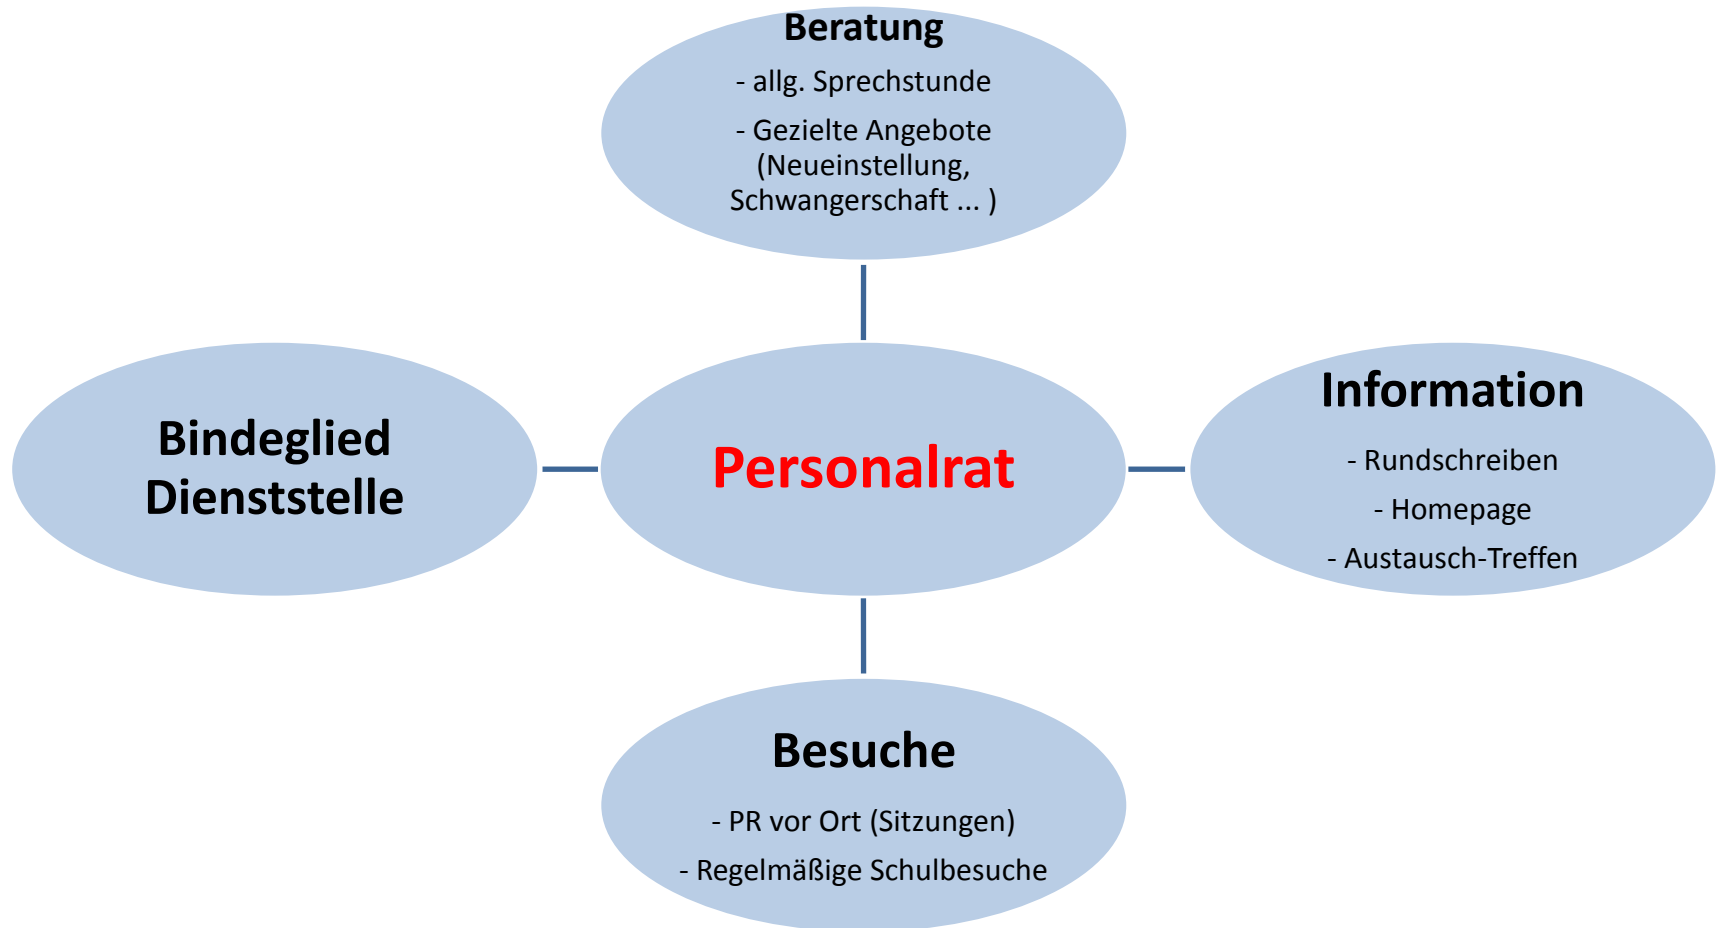 Beratung
- allg. Sprechstunde
- Gezielte Angebote
(Neueinstellung,
Schwangerschaft ... )
Bindeglied
Dienststelle
Personalrat
Information
- Rundschreiben
- Homepage
- Austausch-Treffen
Besuche
- PR vor Ort (Sitzungen)
- Regelmäßige Schulbesuche